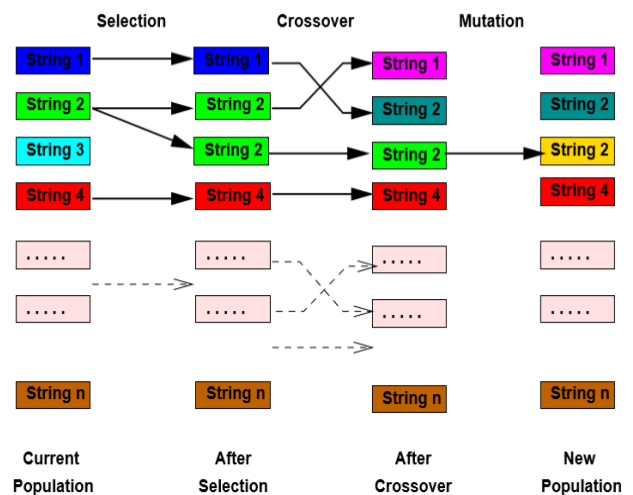 Selection Crossover Mutation
String 1 String 1 String 1 String 1
String 2 String 2 String 2 String 2
String 3 String 2 String 2 String 2
String 4 String 4 String 4 String 4
..... ..... ..... .....
..... ..... ..... .....
String n String n String n String n
Current After After New
Population Selection Crossover Population